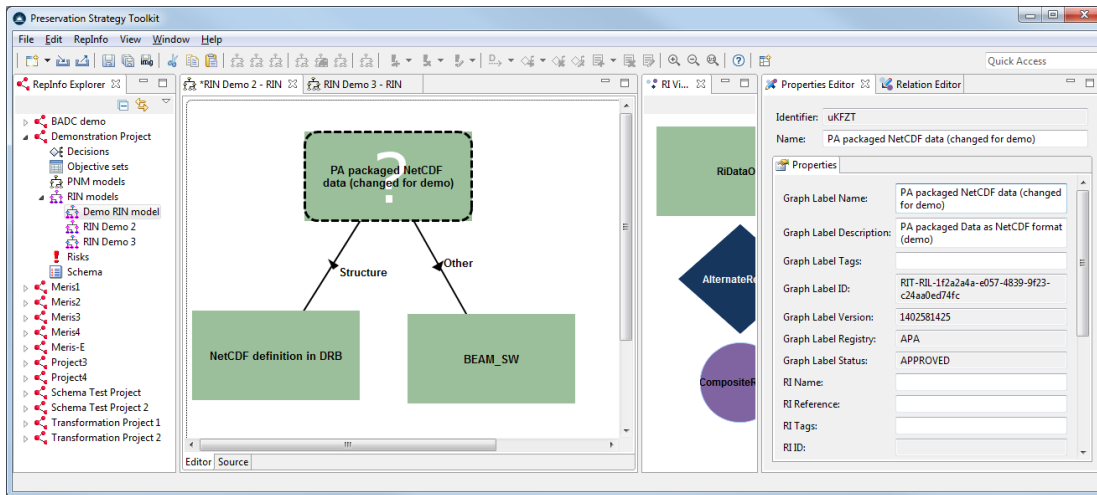 Preservation Strategy Toolkit
File Edit RepInfo View Window Help
Quick Access
RepInfo Explorer
BADC demo
Demonstration Project
Decisions
Objective sets
PNM models
RIN models
Demo RIN model
RIN Demo 2
RIN Demo 3
Risks
Schema
Meris1
Meris2
Meris3
Meris4
Meris-E
Project3
Project4
Schema Test Project
Schema Test Project 2
Transformation Project 1
Transformation Project 2
*RIN Demo 2 - RIN
RIN Demo 3 - RIN
?
PA packaged NetCDF
data (changed for demo)
Structure
Other
NetCDF definition in DRB
BEAM_SW
Editor Source
RI Vi...
RiDataO
AlternateRe
CompositeR
Properties Editor
Relation Editor
Identifier: uKFZT
Name: PA packaged NetCDF data (changed for demo)
Properties
Graph Label Name: PA packaged NetCDF data (changed
for demo)
Graph Label Description: PA packaged Data as NetCDF format
(demo)
Graph Label Tags:
Graph Label ID: RIT-RIL-1f2a2a4a-e057-4839-9f23-
c24aa0ed74fc
Graph Label Version: 1402581425
Graph Label Registry: APA
Graph Label Status: APPROVED
RI Name:
RI Reference:
RI Tags:
RI ID: